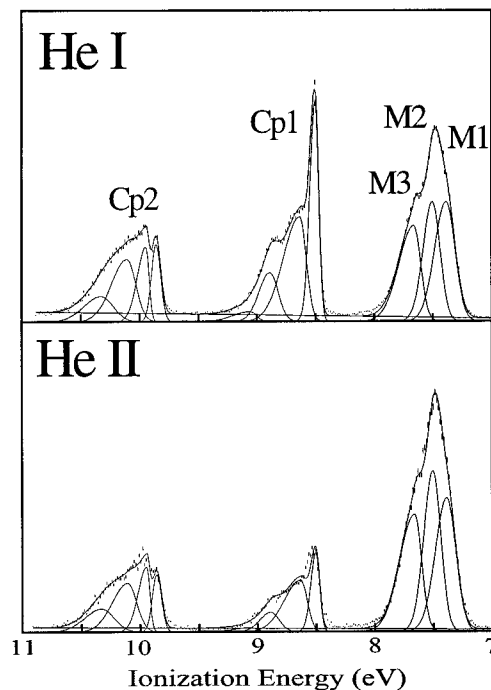 He I
Cp1
M2
M1
M3
Cp2
He II
11 10 9 8 7
Ionization Energy (eV)